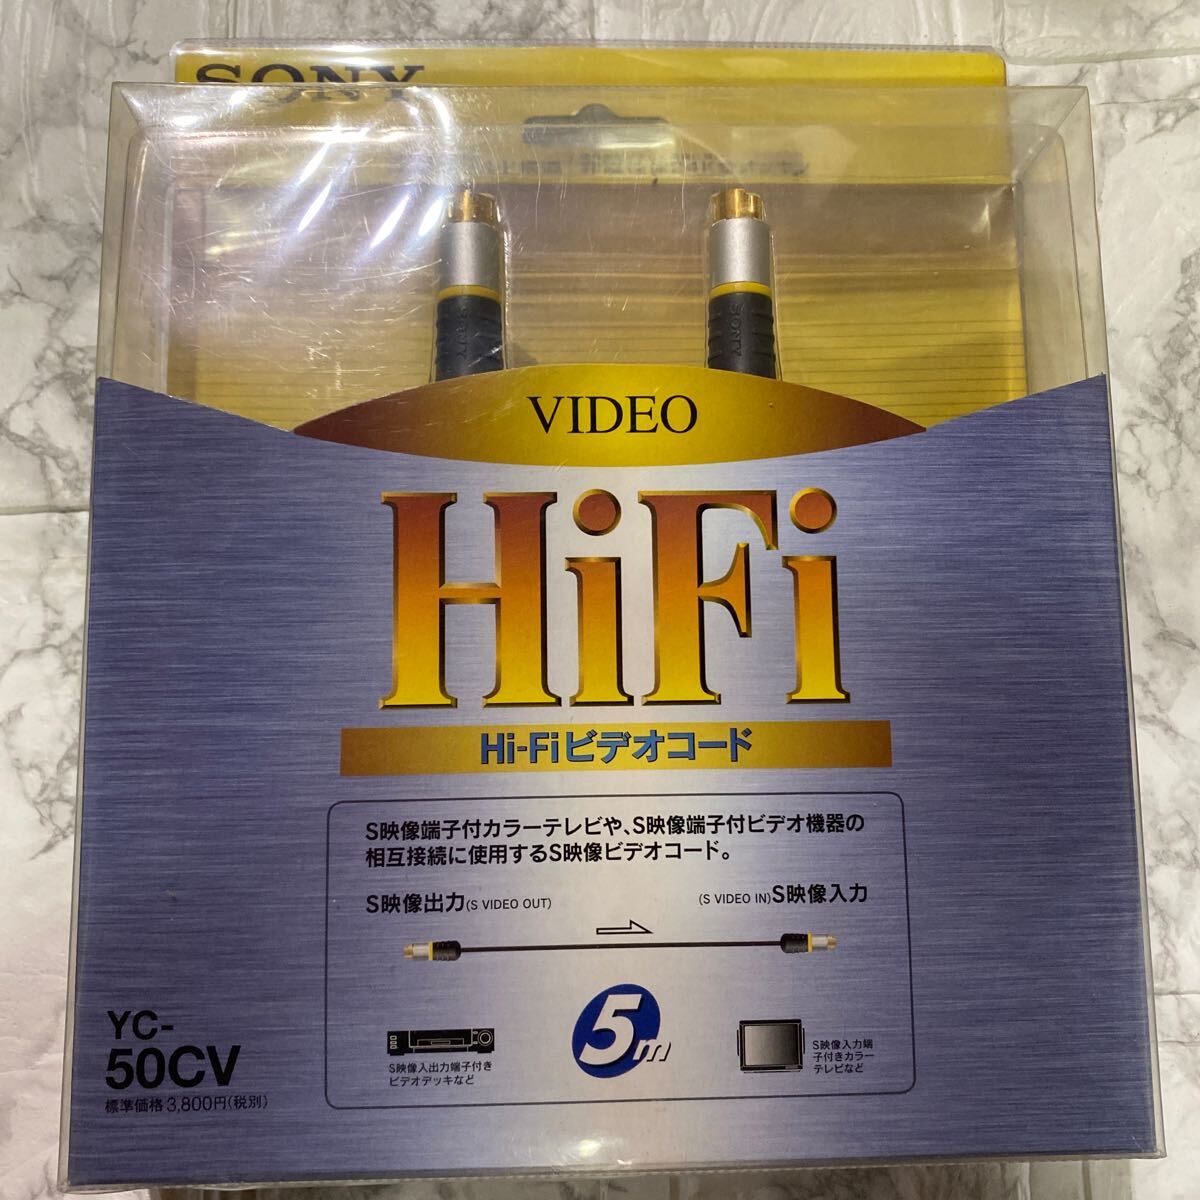 SONY
SONY
SONY
VIDEO
HiFi
Hi-Fiビデオコード
S映像端子付カラーテレビや、S映像端子付ビデオ機器の
相互接続に使用するS映像ビデオコード。
S映像出力(S VIDEO OUT)
(S VIDEO IN)S映像入力
5m
S映像入出力端子付き
ビデオデッキなど
S映像入力端
子付きカラー
テレビなど
YC-
50CV
標準価格3,800円(税別)